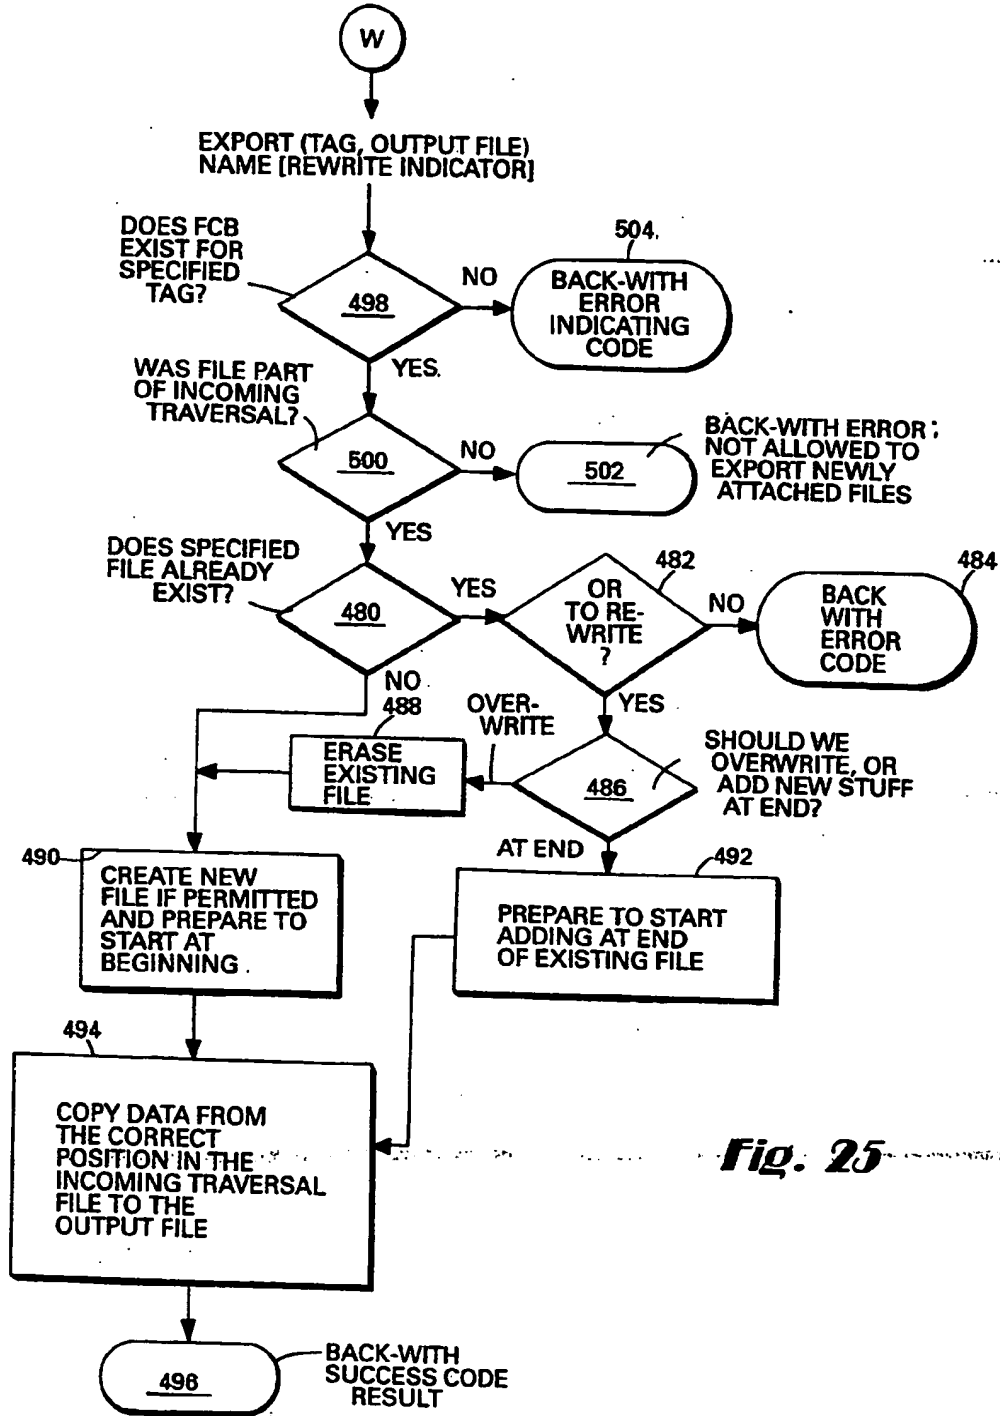 W
EXPORT (TAG, OUTPUT FILE)
NAME [REWRITE INDICATOR]
DOES FCB
EXIST FOR
SPECIFIED
TAG?
498
NO
504.
BACK-WITH
ERROR
INDICATING
CODE
YES.
WAS FILE PART
OF INCOMING
TRAVERSAL?
500
NO
502
BACK-WITH ERROR;
NOT ALLOWED TO
EXPORT NEWLY
ATTACHED FILES
YES
DOES SPECIFIED
FILE ALREADY
EXIST?
480
YES
482
OR
TO RE-
WRITE
?
NO
484
BACK
WITH
ERROR
CODE
NO
488
ERASE
EXISTING
FILE
OVER-
WRITE
YES
486
SHOULD WE
OVERWRITE, OR
ADD NEW STUFF
AT END?
AT END
490
CREATE NEW
FILE IF PERMITTED
AND PREPARE TO
START AT
BEGINNING
492
PREPARE TO START
ADDING AT END
OF EXISTING FILE
494
COPY DATA FROM
THE CORRECT
POSITION IN THE
INCOMING TRAVERSAL
FILE TO THE
OUTPUT FILE
Fig. 25
496
BACK-WITH
SUCCESS CODE
RESULT